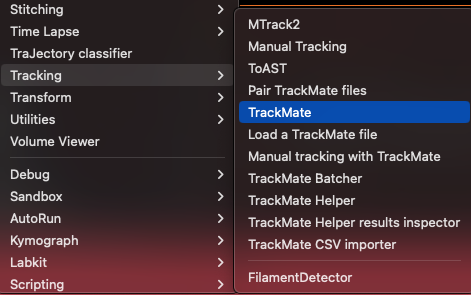 Stitching
Time Lapse
TraJectory classifier
Tracking
Transform
Utilities
Volume Viewer
Debug
Sandbox
AutoRun
Kymograph
Labkit
Scripting
MTrack2
Manual Tracking
ToAST
Pair TrackMate files
TrackMate
Load a TrackMate file
Manual tracking with TrackMate
TrackMate Batcher
TrackMate Helper
TrackMate Helper results inspector
TrackMate CSV importer
FilamentDetector